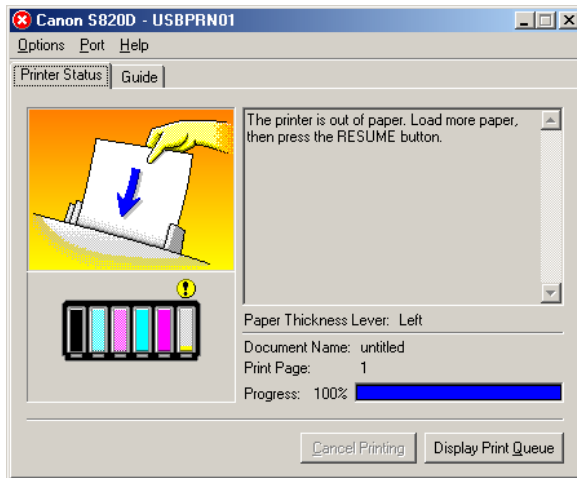 Canon S820D - USBPRN01
Options Port Help
Printer Status Guide
The printer is out of paper. Load more paper,
then press the RESUME button.
Paper Thickness Lever: Left
Document Name: untitled
Print Page: 1
Progress: 100%
Cancel Printing Display Print Queue